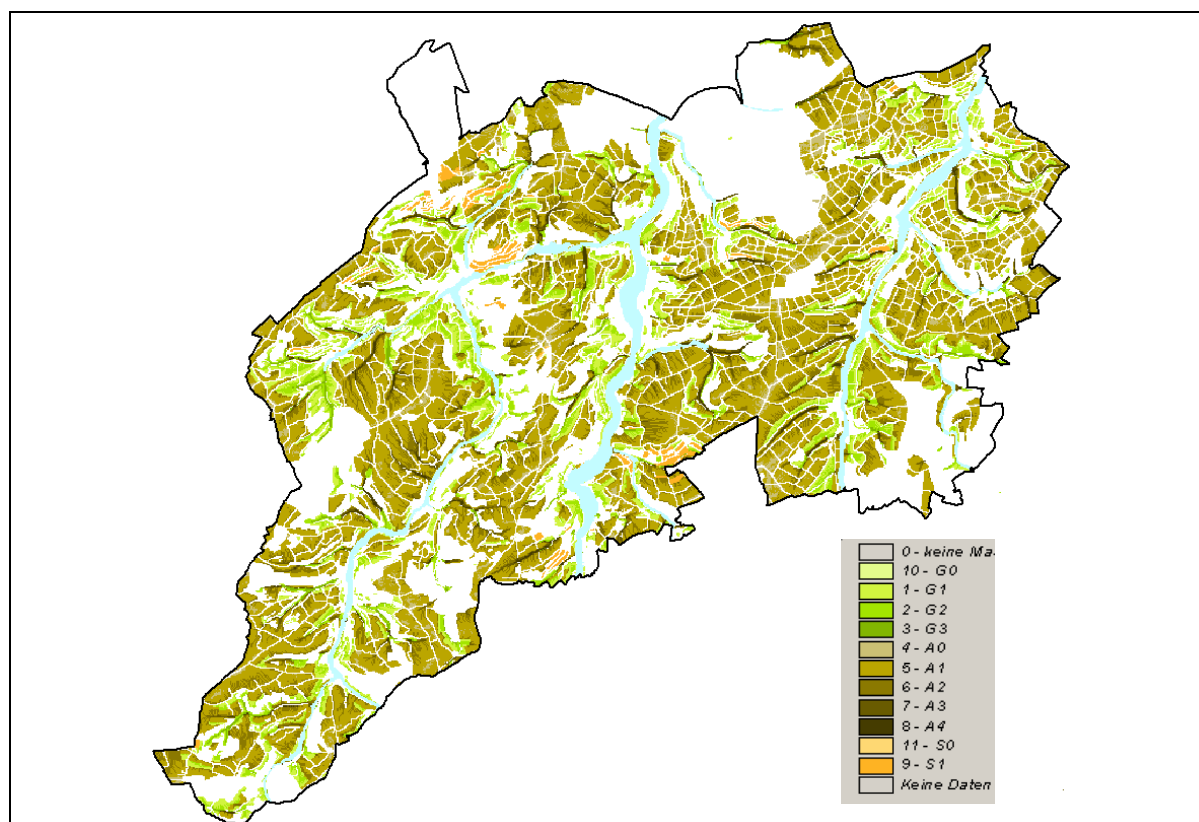 0 - keine Ma
10 - G0
1 - G1
2 - G2
3 - G3
4 - A0
5 - A1
6 - A2
7 - A3
8 - A4
11 - S0
9 - S1
Keine Daten